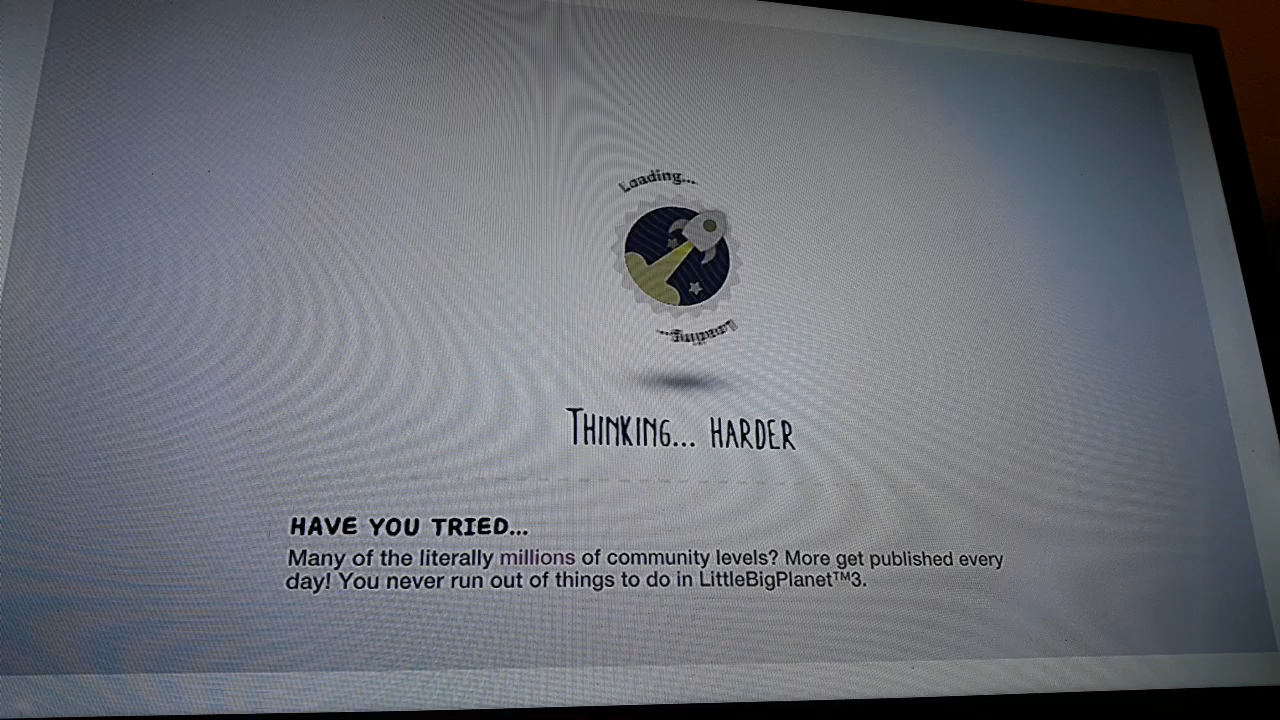 Loading...
THINKING... HARDER
HAVE YOU TRIED...
Many of the literally millions of community levels? More get published every
day! You never run out of things to do in LittleBigPlanet™3.